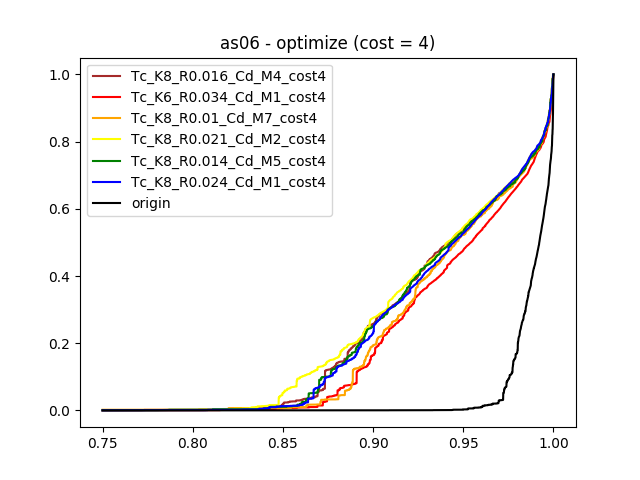 as06 - optimize (cost = 4)
1.0
0.8
0.6
0.4
0.2
0.0
Tc_K8_R0.016_Cd_M4_cost4
Tc_K6_R0.034_Cd_M1_cost4
Tc_K8_R0.01_Cd_M7_cost4
Tc_K8_R0.021_Cd_M2_cost4
Tc_K8_R0.014_Cd_M5_cost4
Tc_K8_R0.024_Cd_M1_cost4
origin
0.75 0.80 0.85 0.90 0.95 1.00